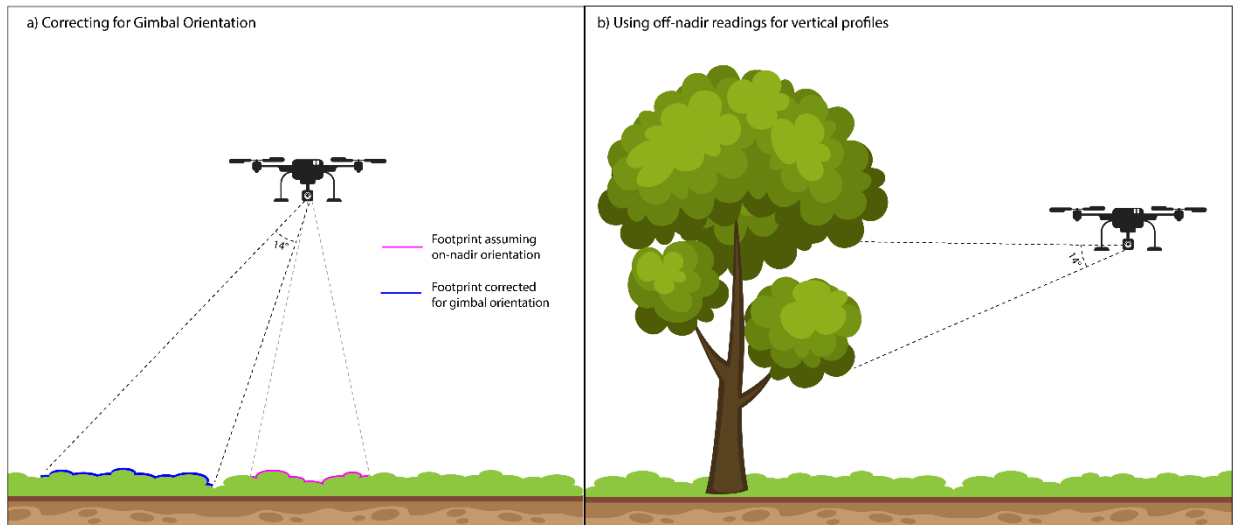 a) Correcting for Gimbal Orientation
14°
Footprint assuming
on-nadir orientation
Footprint corrected
for gimbal orientation
b) Using off-nadir readings for vertical profiles
14°